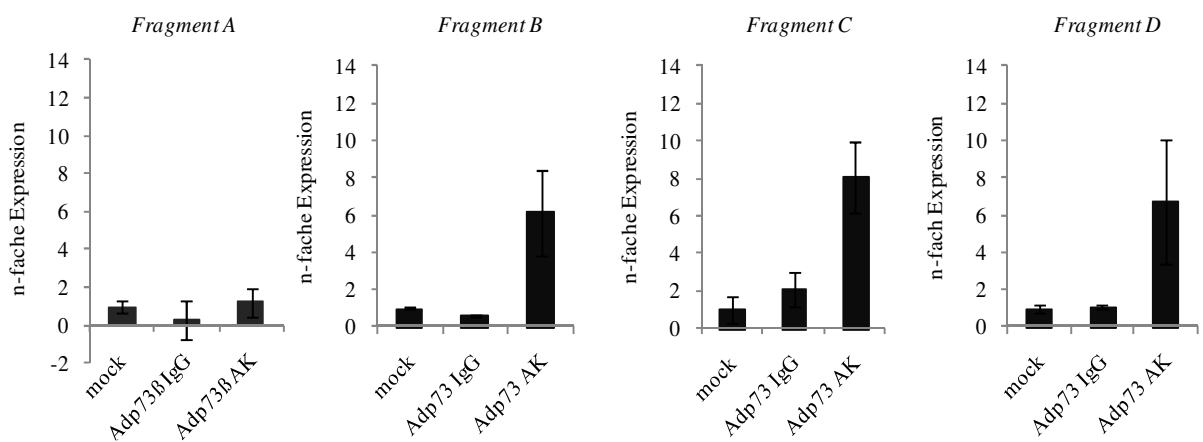 Fragment A
n-fache Expression
14
12
10
8
6
4
2
0
-2
mock
Adp73ß IgG
Adp73ß AK
Fragment B
n-fache Expression
14
12
10
8
6
4
2
0
mock
Adp73 IgG
Adp73 AK
Fragment C
n-fache Expression
14
12
10
8
6
4
2
0
mock
Adp73 IgG
Adp73 AK
Fragment D
n-fach Expression
14
12
10
8
6
4
2
0
mock
Adp73 IgG
Adp73 AK